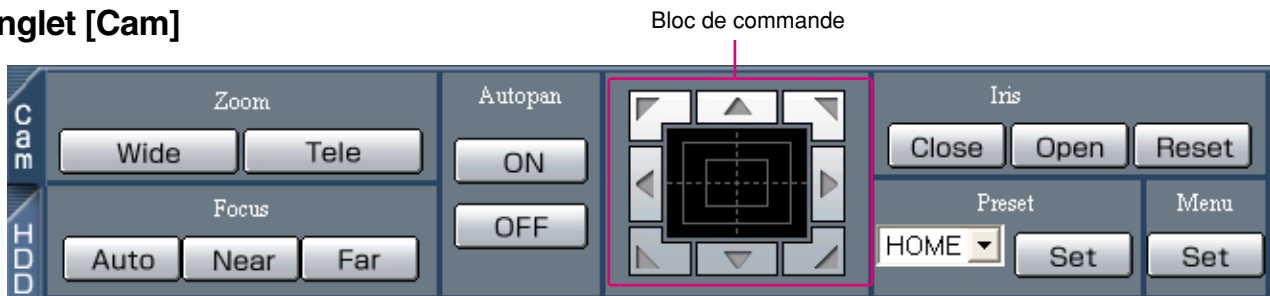 nglet [Cam]
Bloc de commande
Cam
Zoom
Wide
Tele
Autopan
ON
OFF
Iris
Close
Open
Reset
HDD
Focus
Auto
Near
Far
Preset
HOME
Set
Menu
Set